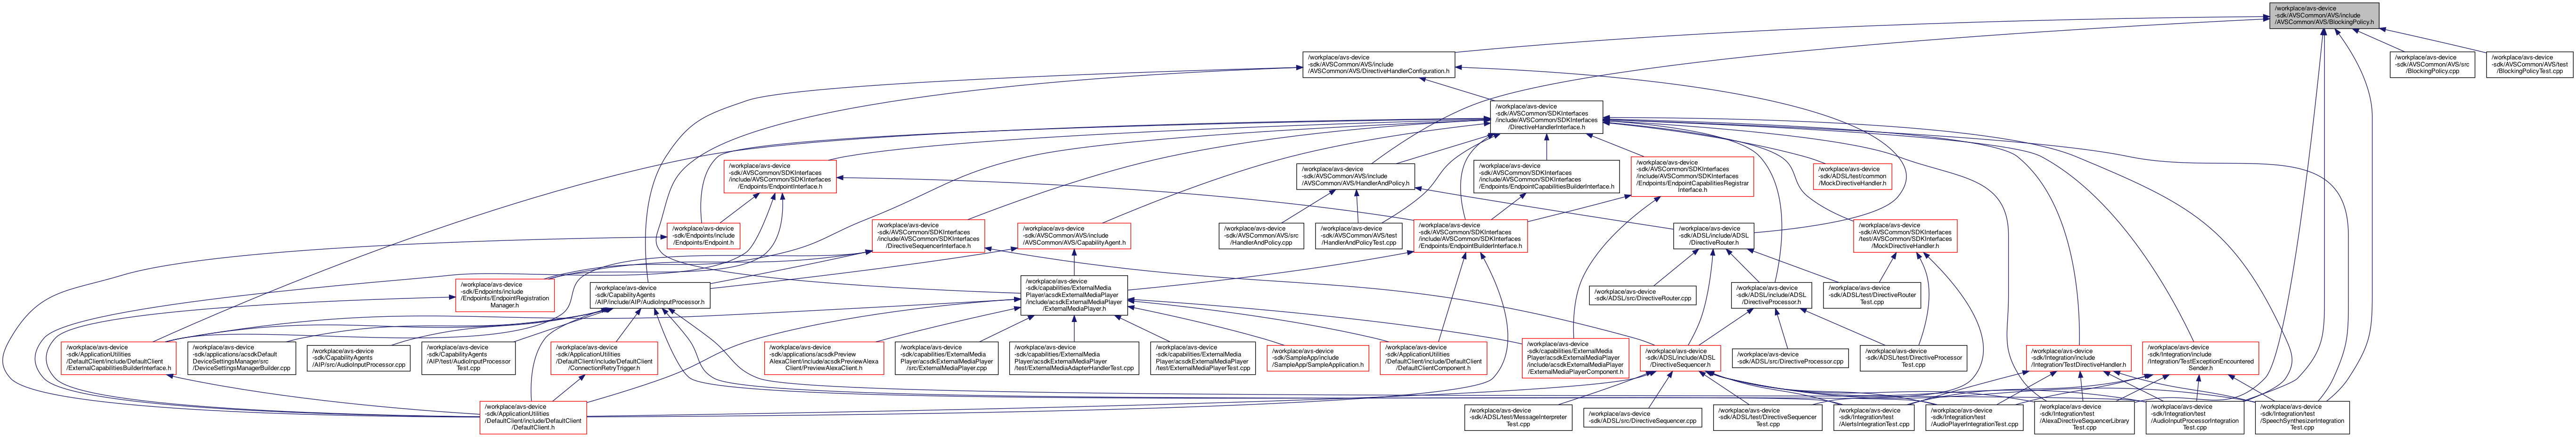 /workplace/avs-device
-sdk/AVSCommon/AVS/include
/AVSCommon/AVS/BlockingPolicy.h
/workplace/avs-device
-sdk/AVSCommon/AVS/include
/AVSCommon/AVS/DirectiveHandlerConfiguration.h
/workplace/avs-device
-sdk/AVSCommon/AVS/src
/BlockingPolicy.cpp
/workplace/avs-device
-sdk/AVSCommon/AVS/test
/BlockingPolicyTest.cpp
/workplace/avs-device
-sdk/AVSCommon/SDKInterfaces
/include/AVSCommon/SDKInterfaces
/DirectiveHandlerInterface.h
/workplace/avs-device
-sdk/AVSCommon/SDKInterfaces
/include/AVSCommon/SDKInterfaces
/Endpoints/EndpointInterface.h
/workplace/avs-device
-sdk/AVSCommon/AVS/include
/AVSCommon/AVS/HandlerAndPolicy.h
/workplace/avs-device
-sdk/AVSCommon/SDKInterfaces
/include/AVSCommon/SDKInterfaces
/Endpoints/EndpointCapabilitiesBuilderInterface.h
/workplace/avs-device
-sdk/AVSCommon/SDKInterfaces
/include/AVSCommon/SDKInterfaces
/Endpoints/EndpointCapabilitiesRegistrar
Interface.h
/workplace/avs-device
-sdk/ADSL/test/common
/MockDirectiveHandler.h
/workplace/avs-device
-sdk/Endpoints/include
/Endpoints/Endpoint.h
/workplace/avs-device
-sdk/AVSCommon/SDKInterfaces
/include/AVSCommon/SDKInterfaces
/DirectiveSequencerInterface.h
/workplace/avs-device
-sdk/AVSCommon/AVS/include
/AVSCommon/AVS/CapabilityAgent.h
/workplace/avs-device
-sdk/AVSCommon/AVS/src
/HandlerAndPolicy.cpp
/workplace/avs-device
-sdk/AVSCommon/AVS/test
/HandlerAndPolicyTest.cpp
/workplace/avs-device
-sdk/AVSCommon/SDKInterfaces
/include/AVSCommon/SDKInterfaces
/Endpoints/EndpointBuilderInterface.h
/workplace/avs-device
-sdk/ADSL/include/ADSL
/DirectiveRouter.h
/workplace/avs-device
-sdk/AVSCommon/SDKInterfaces
/test/AVSCommon/SDKInterfaces
/MockDirectiveHandler.h
/workplace/avs-device
-sdk/Endpoints/include
/Endpoints/EndpointRegistration
Manager.h
/workplace/avs-device
-sdk/CapabilityAgents
/AIP/include/AIP/AudioInputProcessor.h
/workplace/avs-device
-sdk/capabilities/ExternalMedia
Player/acsdkExternalMediaPlayer
/include/acsdkExternalMediaPlayer
/ExternalMediaPlayer.h
/workplace/avs-device
-sdk/ADSL/src/DirectiveRouter.cpp
/workplace/avs-device
-sdk/ADSL/include/ADSL
/DirectiveProcessor.h
/workplace/avs-device
-sdk/ADSL/test/DirectiveRouter
Test.cpp
/workplace/avs-device
-sdk/ApplicationUtilities
/DefaultClient/include/DefaultClient
/ExternalCapabilitiesBuilderInterface.h
/workplace/avs-device
-sdk/applications/acsdkDefault
DeviceSettingsManager/src
/DeviceSettingsManagerBuilder.cpp
/workplace/avs-device
-sdk/CapabilityAgents
/AIP/src/AudioInputProcessor.cpp
/workplace/avs-device
-sdk/CapabilityAgents
/AIP/test/AudioInputProcessor
Test.cpp
/workplace/avs-device
-sdk/ApplicationUtilities
/DefaultClient/include/DefaultClient
/ConnectionRetryTrigger.h
/workplace/avs-device
-sdk/applications/acsdkPreview
AlexaClient/include/acsdkPreviewAlexa
Client/PreviewAlexaClient.h
/workplace/avs-device
-sdk/capabilities/ExternalMedia
Player/acsdkExternalMediaPlayer
/src/ExternalMediaPlayer.cpp
/workplace/avs-device
-sdk/capabilities/ExternalMedia
Player/acsdkExternalMediaPlayer
/test/ExternalMediaAdapterHandlerTest.cpp
/workplace/avs-device
-sdk/capabilities/ExternalMedia
Player/acsdkExternalMediaPlayer
/test/ExternalMediaPlayerTest.cpp
/workplace/avs-device
-sdk/SampleApp/include
/SampleApp/SampleApplication.h
/workplace/avs-device
-sdk/ApplicationUtilities
/DefaultClient/include/DefaultClient
/DefaultClientComponent.h
/workplace/avs-device
-sdk/capabilities/ExternalMedia
Player/acsdkExternalMediaPlayer
/include/acsdkExternalMediaPlayer
/ExternalMediaPlayerComponent.h
/workplace/avs-device
-sdk/ADSL/include/ADSL
/DirectiveSequencer.h
/workplace/avs-device
-sdk/ADSL/src/DirectiveProcessor.cpp
/workplace/avs-device
-sdk/ADSL/test/DirectiveProcessor
Test.cpp
/workplace/avs-device
-sdk/Integration/include
/Integration/TestDirectiveHandler.h
/workplace/avs-device
-sdk/Integration/include
/Integration/TestExceptionEncountered
Sender.h
/workplace/avs-device
-sdk/ApplicationUtilities
/DefaultClient/include/DefaultClient
/DefaultClient.h
/workplace/avs-device
-sdk/ADSL/test/MessageInterpreter
Test.cpp
/workplace/avs-device
-sdk/ADSL/src/DirectiveSequencer.cpp
/workplace/avs-device
-sdk/ADSL/test/DirectiveSequencer
Test.cpp
/workplace/avs-device
-sdk/Integration/test
/AlertsIntegrationTest.cpp
/workplace/avs-device
-sdk/Integration/test
/AudioPlayerIntegrationTest.cpp
/workplace/avs-device
-sdk/Integration/test
/AlexaDirectiveSequencerLibrary
Test.cpp
/workplace/avs-device
-sdk/Integration/test
/AudioInputProcessorIntegration
Test.cpp
/workplace/avs-device
-sdk/Integration/test
/SpeechSynthesizerIntegration
Test.cpp